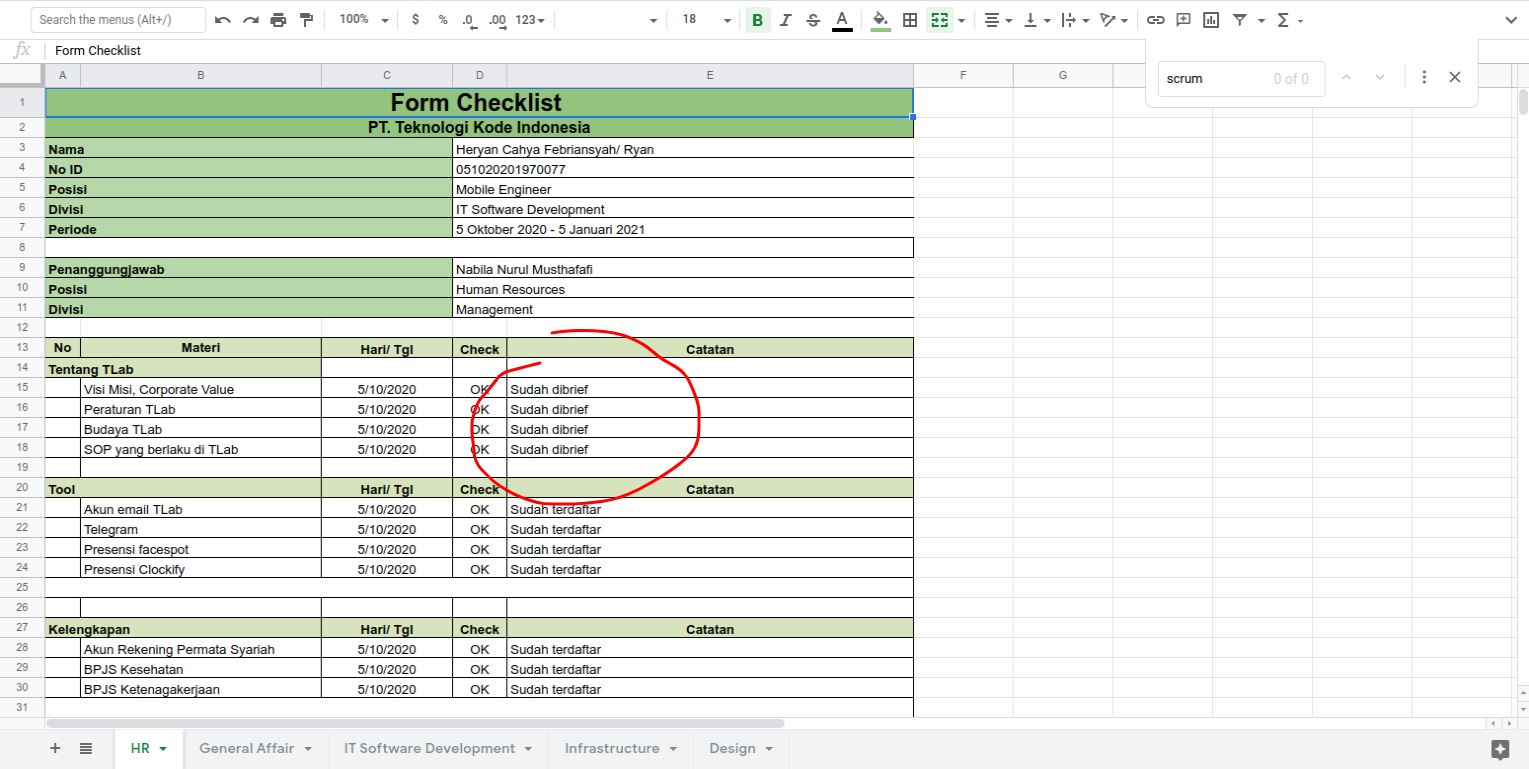 Search the menus (Alt+/) 100% $ % .0 .00 123 18 B I S A
fx Form Checklist
scrum 0 of 0
A B C D E F G
1 Form Checklist
2 PT. Teknologi Kode Indonesia
3 Nama Heryan Cahya Febriansyah/ Ryan
4 No ID 051020201970077
5 Posisi Mobile Engineer
6 Divisi IT Software Development
7 Periode 5 Oktober 2020 - 5 Januari 2021
8
9 Penanggungjawab Nabila Nurul Musthafafi
10 Posisi Human Resources
11 Divisi Management
12
13 No Materi Hari/ Tgl Check Catatan
14 Tentang TLab
15 Visi Misi, Corporate Value 5/10/2020 OK Sudah dibrief
16 Peraturan TLab 5/10/2020 OK Sudah dibrief
17 Budaya TLab 5/10/2020 OK Sudah dibrief
18 SOP yang berlaku di TLab 5/10/2020 OK Sudah dibrief
19
20 Tool Hari/ Tgl Check Catatan
21 Akun email TLab 5/10/2020 OK Sudah terdaftar
22 Telegram 5/10/2020 OK Sudah terdaftar
23 Presensi facespot 5/10/2020 OK Sudah terdaftar
24 Presensi Clockify 5/10/2020 OK Sudah terdaftar
25
26
27 Kelengkapan Hari/ Tgl Check Catatan
28 Akun Rekening Permata Syariah 5/10/2020 OK Sudah terdaftar
29 BPJS Kesehatan 5/10/2020 OK Sudah terdaftar
30 BPJS Ketenagakerjaan 5/10/2020 OK Sudah terdaftar
31
HR General Affair IT Software Development Infrastructure Design